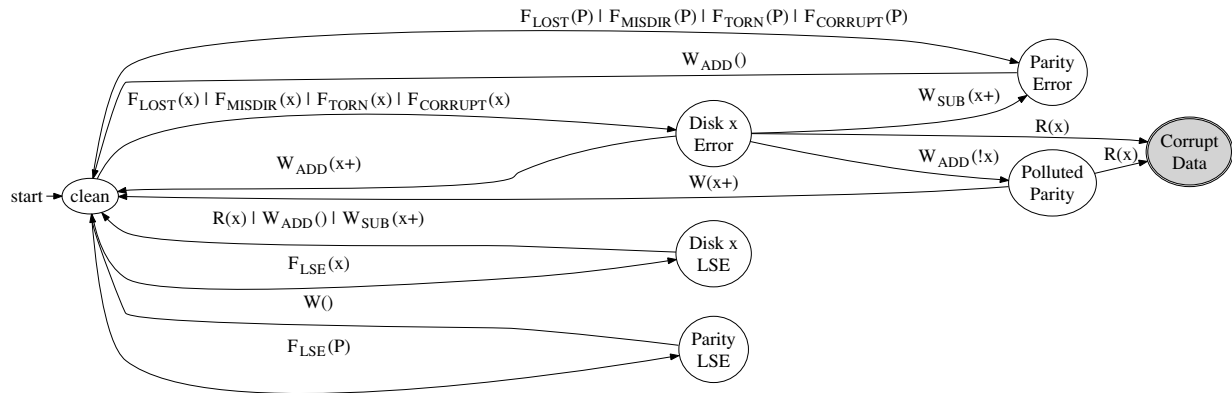 F_LOST(P) | F_MISDIR(P) | F_TORN(P) | F_CORRUPT(P)
W_ADD()
Parity
Error
F_LOST(x) | F_MISDIR(x) | F_TORN(x) | F_CORRUPT(x)
W_SUB(x+)
Disk x
Error
R(x)
Corrupt
Data
W_ADD(x+)
W_ADD(!x)
R(x)
Polluted
Parity
W(x+)
start
clean
R(x) | W_ADD() | W_SUB(x+)
Disk x
LSE
F_LSE(x)
W()
Parity
LSE
F_LSE(P)